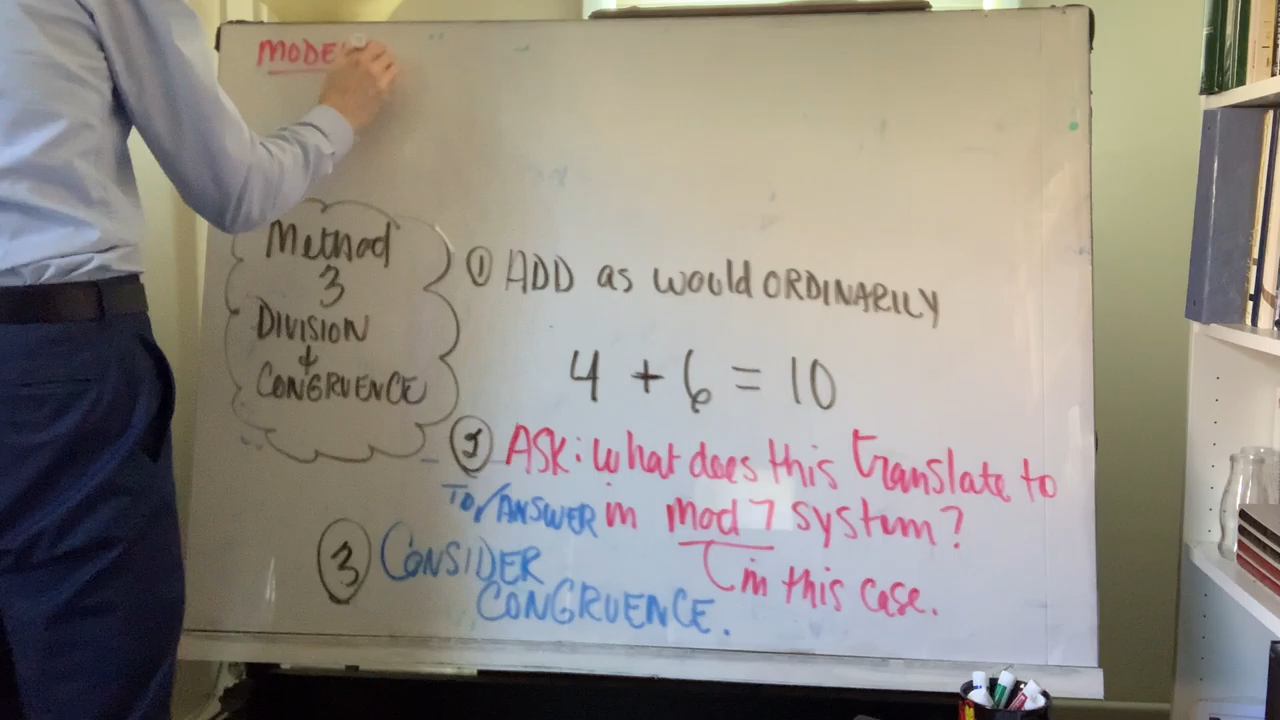 MODE
Method
3
DIVISION
+
CONGRUENCE
① ADD as would ORDINARILY
4 + 6 = 10
② ASK: what does this translate to
in mod 7 system?
in this case.
TO/ANSWER
③ CONSIDER
CONGRUENCE.